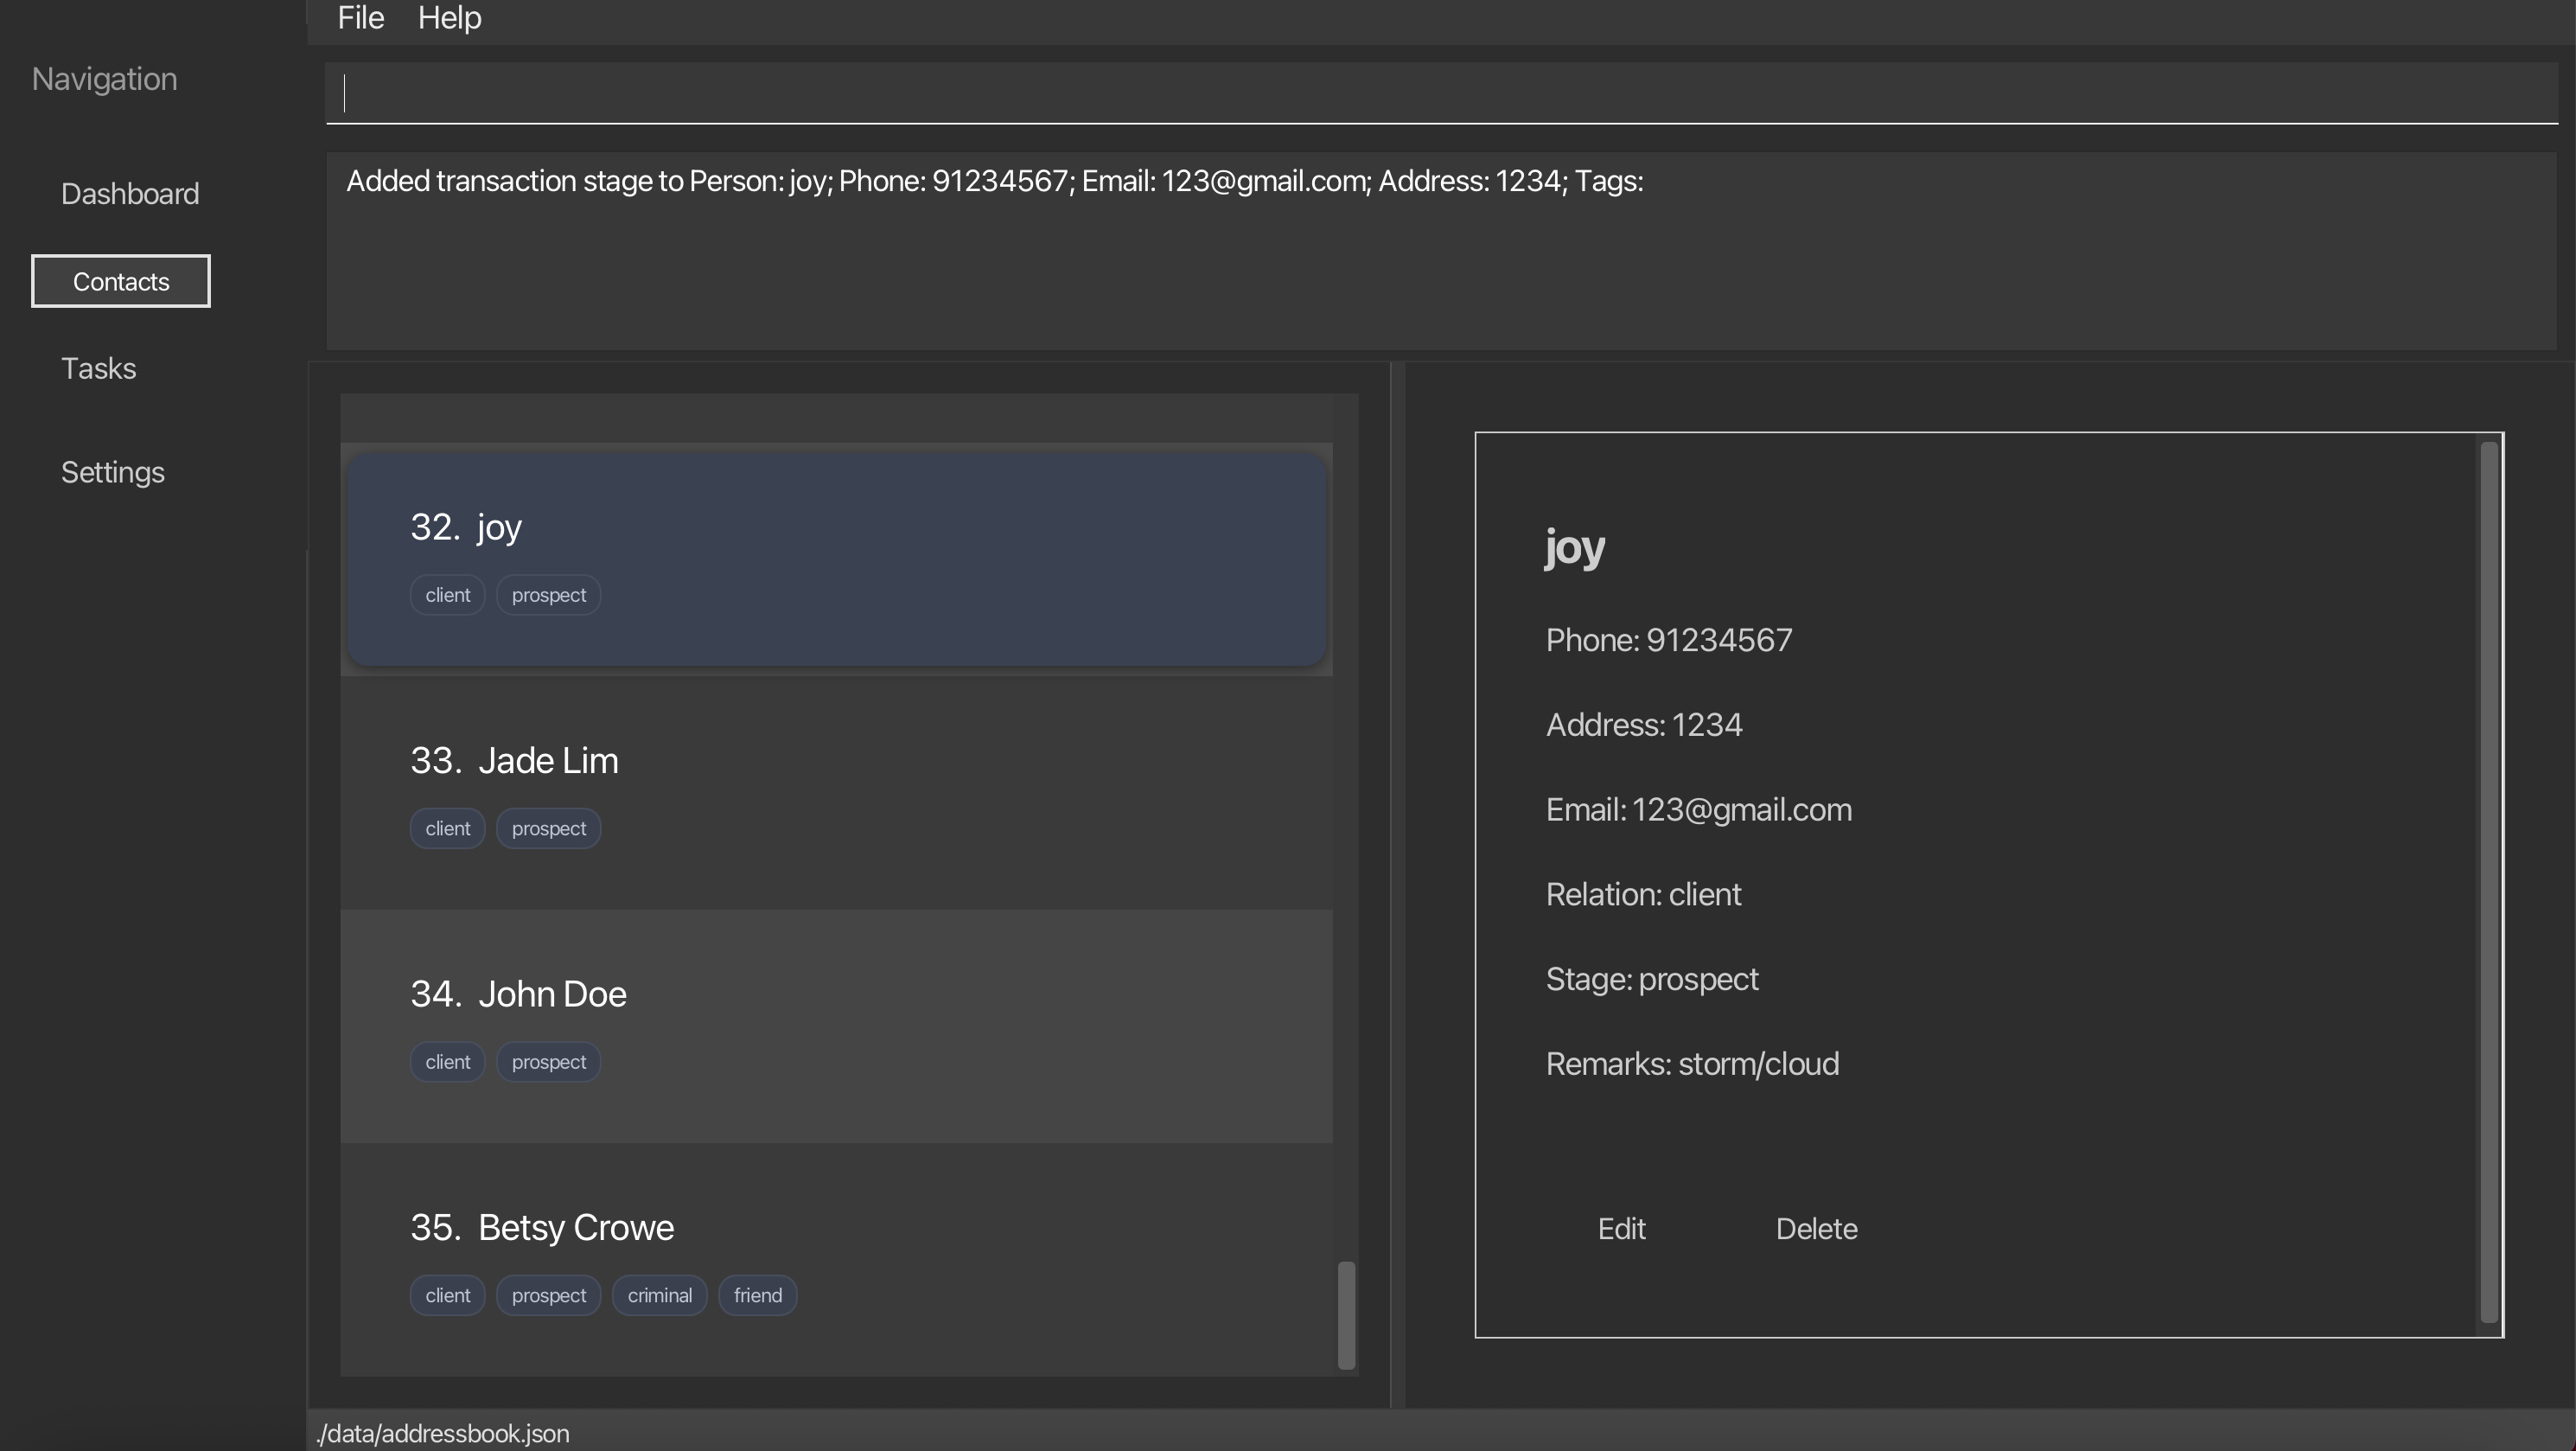 File Help
Navigation
Dashboard
Contacts
Tasks
Settings
Added transaction stage to Person: joy; Phone: 91234567; Email: 123@gmail.com; Address: 1234; Tags:
32. joy
client prospect
33. Jade Lim
client prospect
34. John Doe
client prospect
35. Betsy Crowe
client prospect criminal friend
joy
Phone: 91234567
Address: 1234
Email: 123@gmail.com
Relation: client
Stage: prospect
Remarks: storm/cloud
Edit Delete
./data/addressbook.json